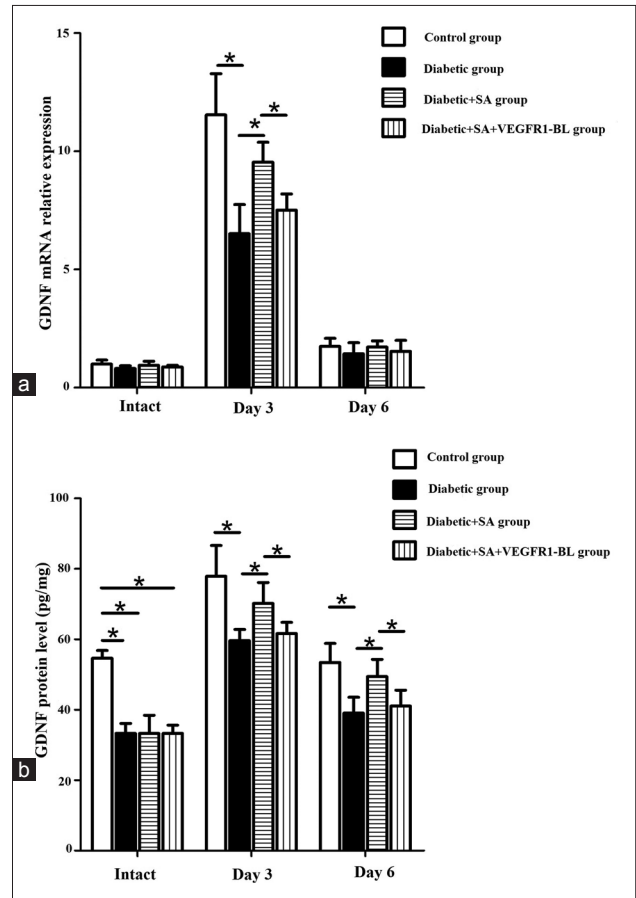 15
10
5
0
GDNF mRNA relative expression
Control group
Diabetic group
Diabetic+SA group
Diabetic+SA+VEGFR1-BL group
* * *
Intact Day 3 Day 6
a
100
80
60
40
20
0
GDNF protein level (pg/mg)
Control group
Diabetic group
Diabetic+SA group
Diabetic+SA+VEGFR1-BL group
* * * * * * * * *
Intact Day 3 Day 6
b